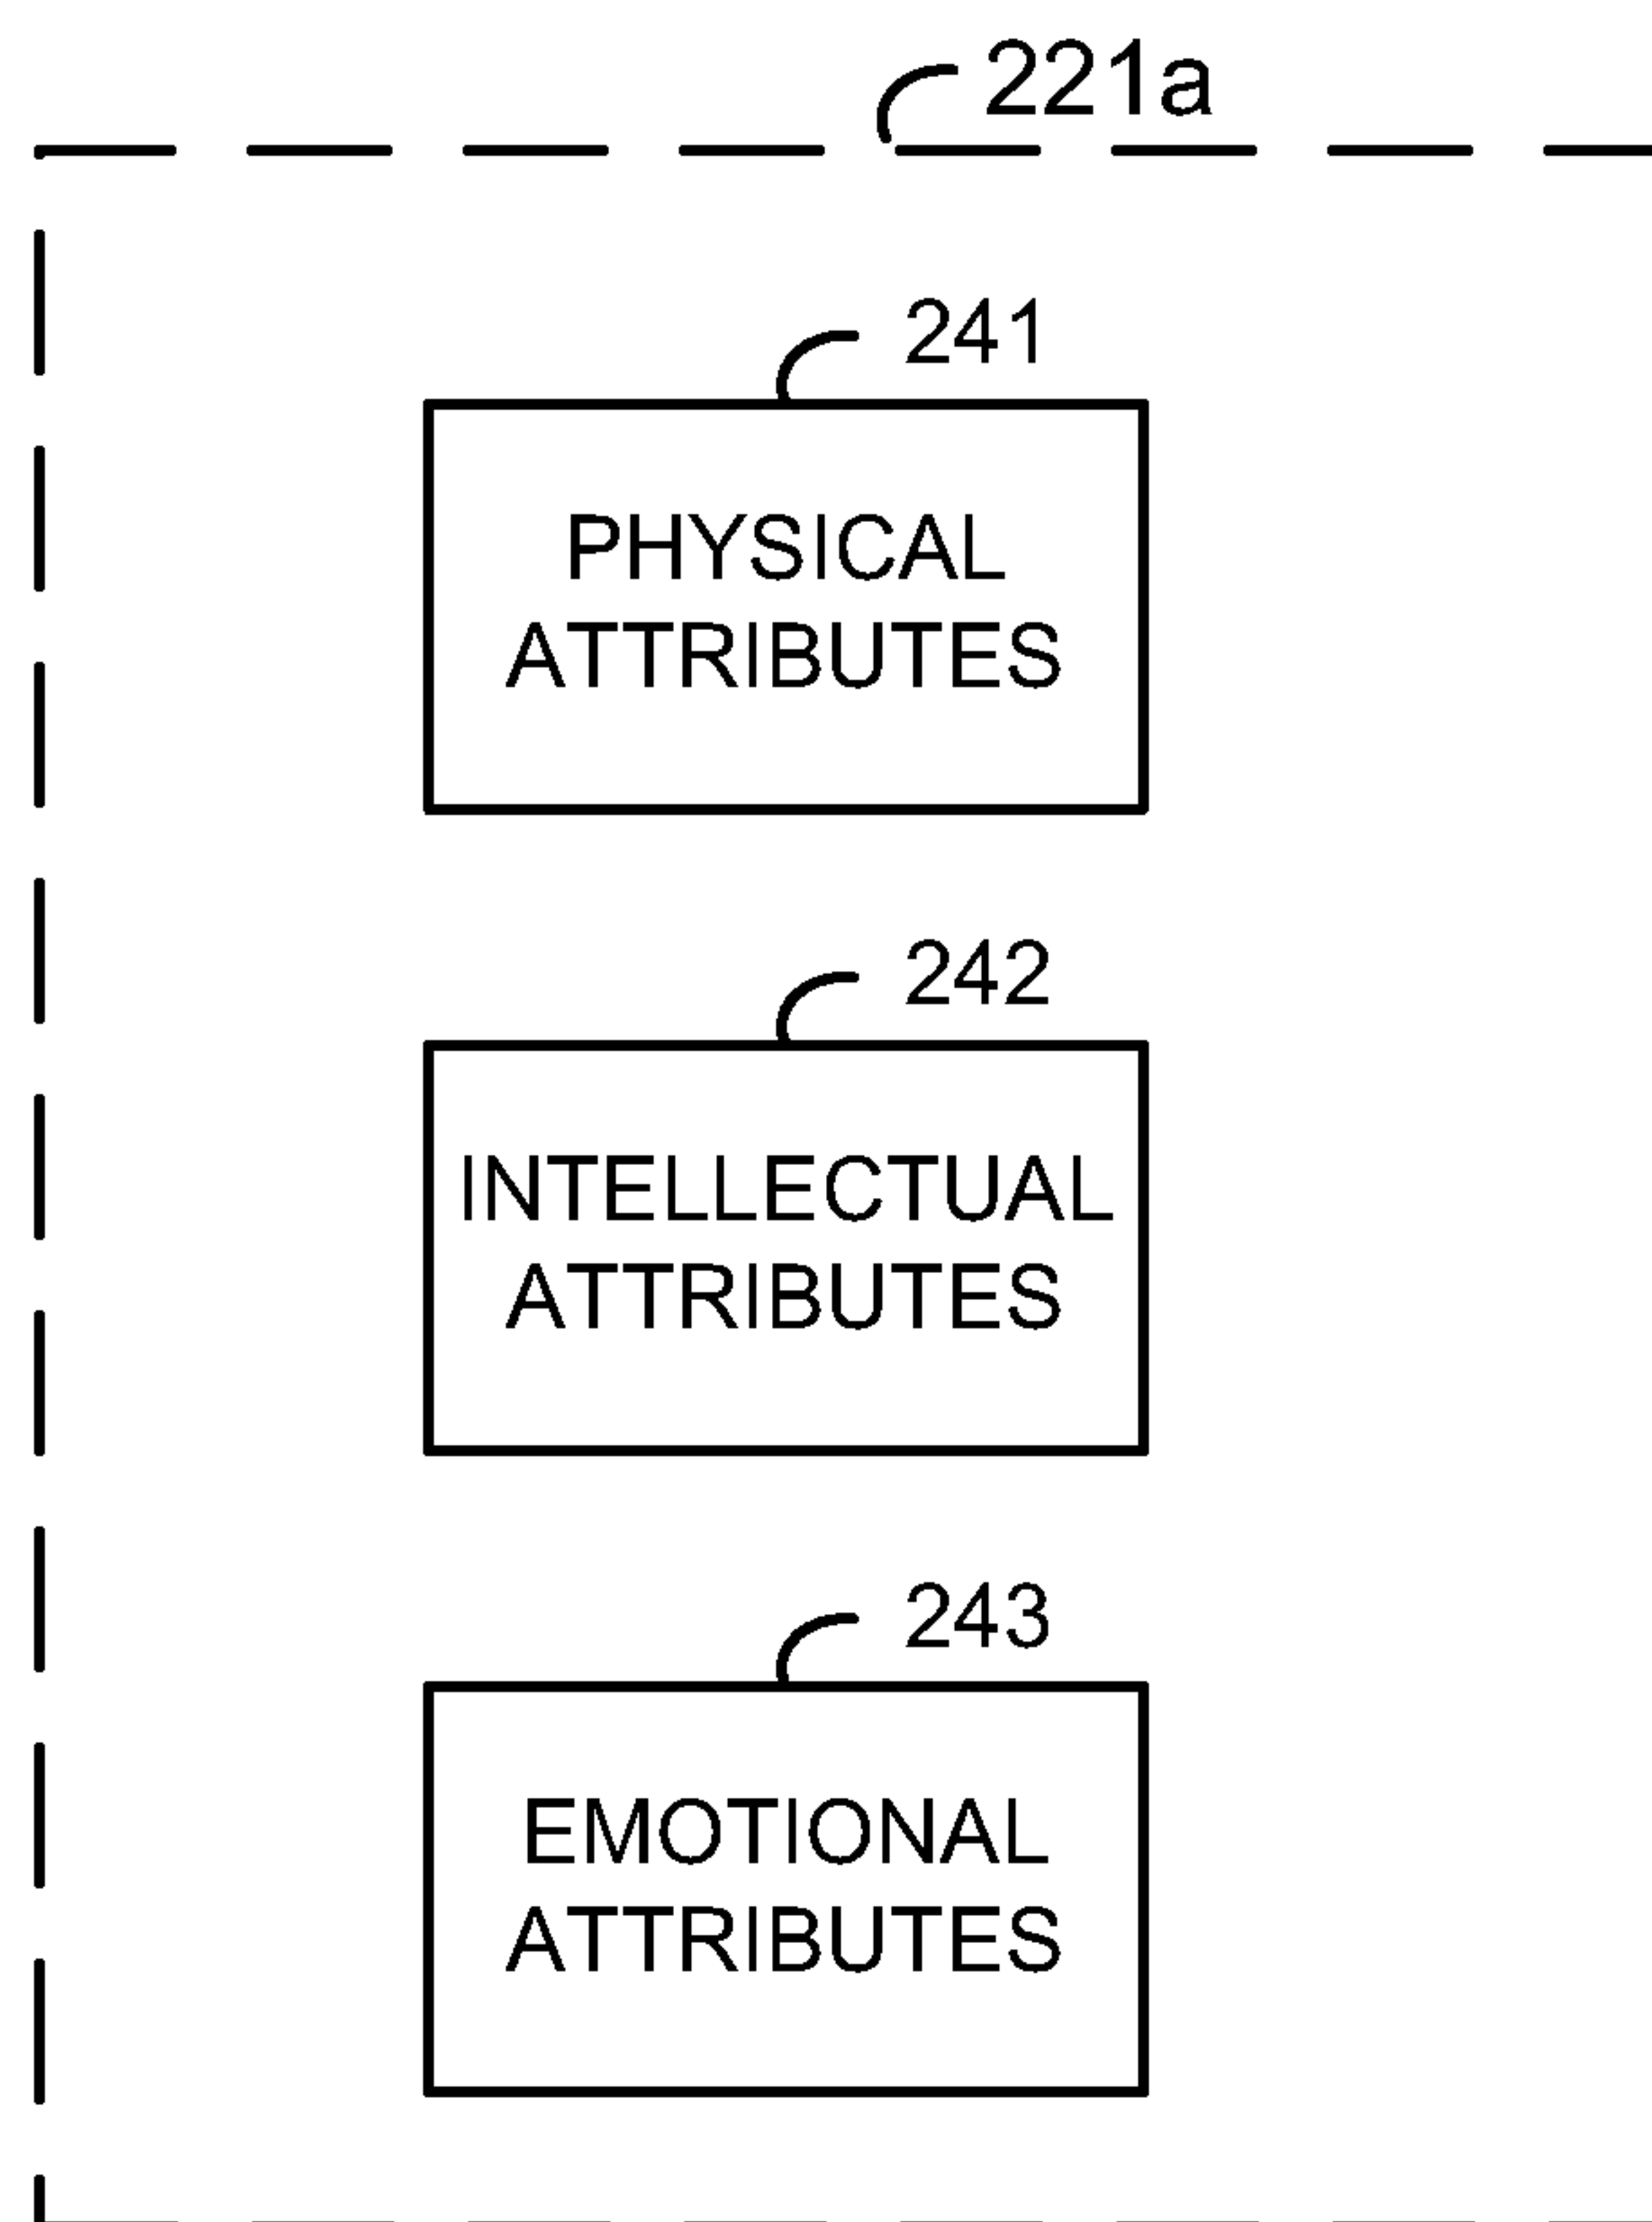 221a
241
PHYSICAL
ATTRIBUTES
242
INTELLECTUAL
ATTRIBUTES
243
EMOTIONAL
ATTRIBUTES